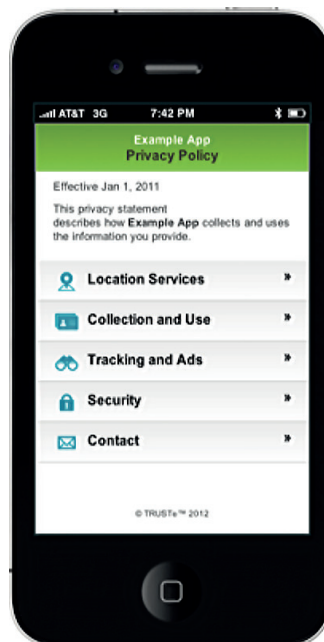 AT&T 3G 7:42 PM
Example App
Privacy Policy
Effective Jan 1, 2011
This privacy statement
describes how Example App collects and uses
the information you provide.
Location Services »
Collection and Use »
Tracking and Ads »
Security »
Contact »
© TRUSTe™ 2012